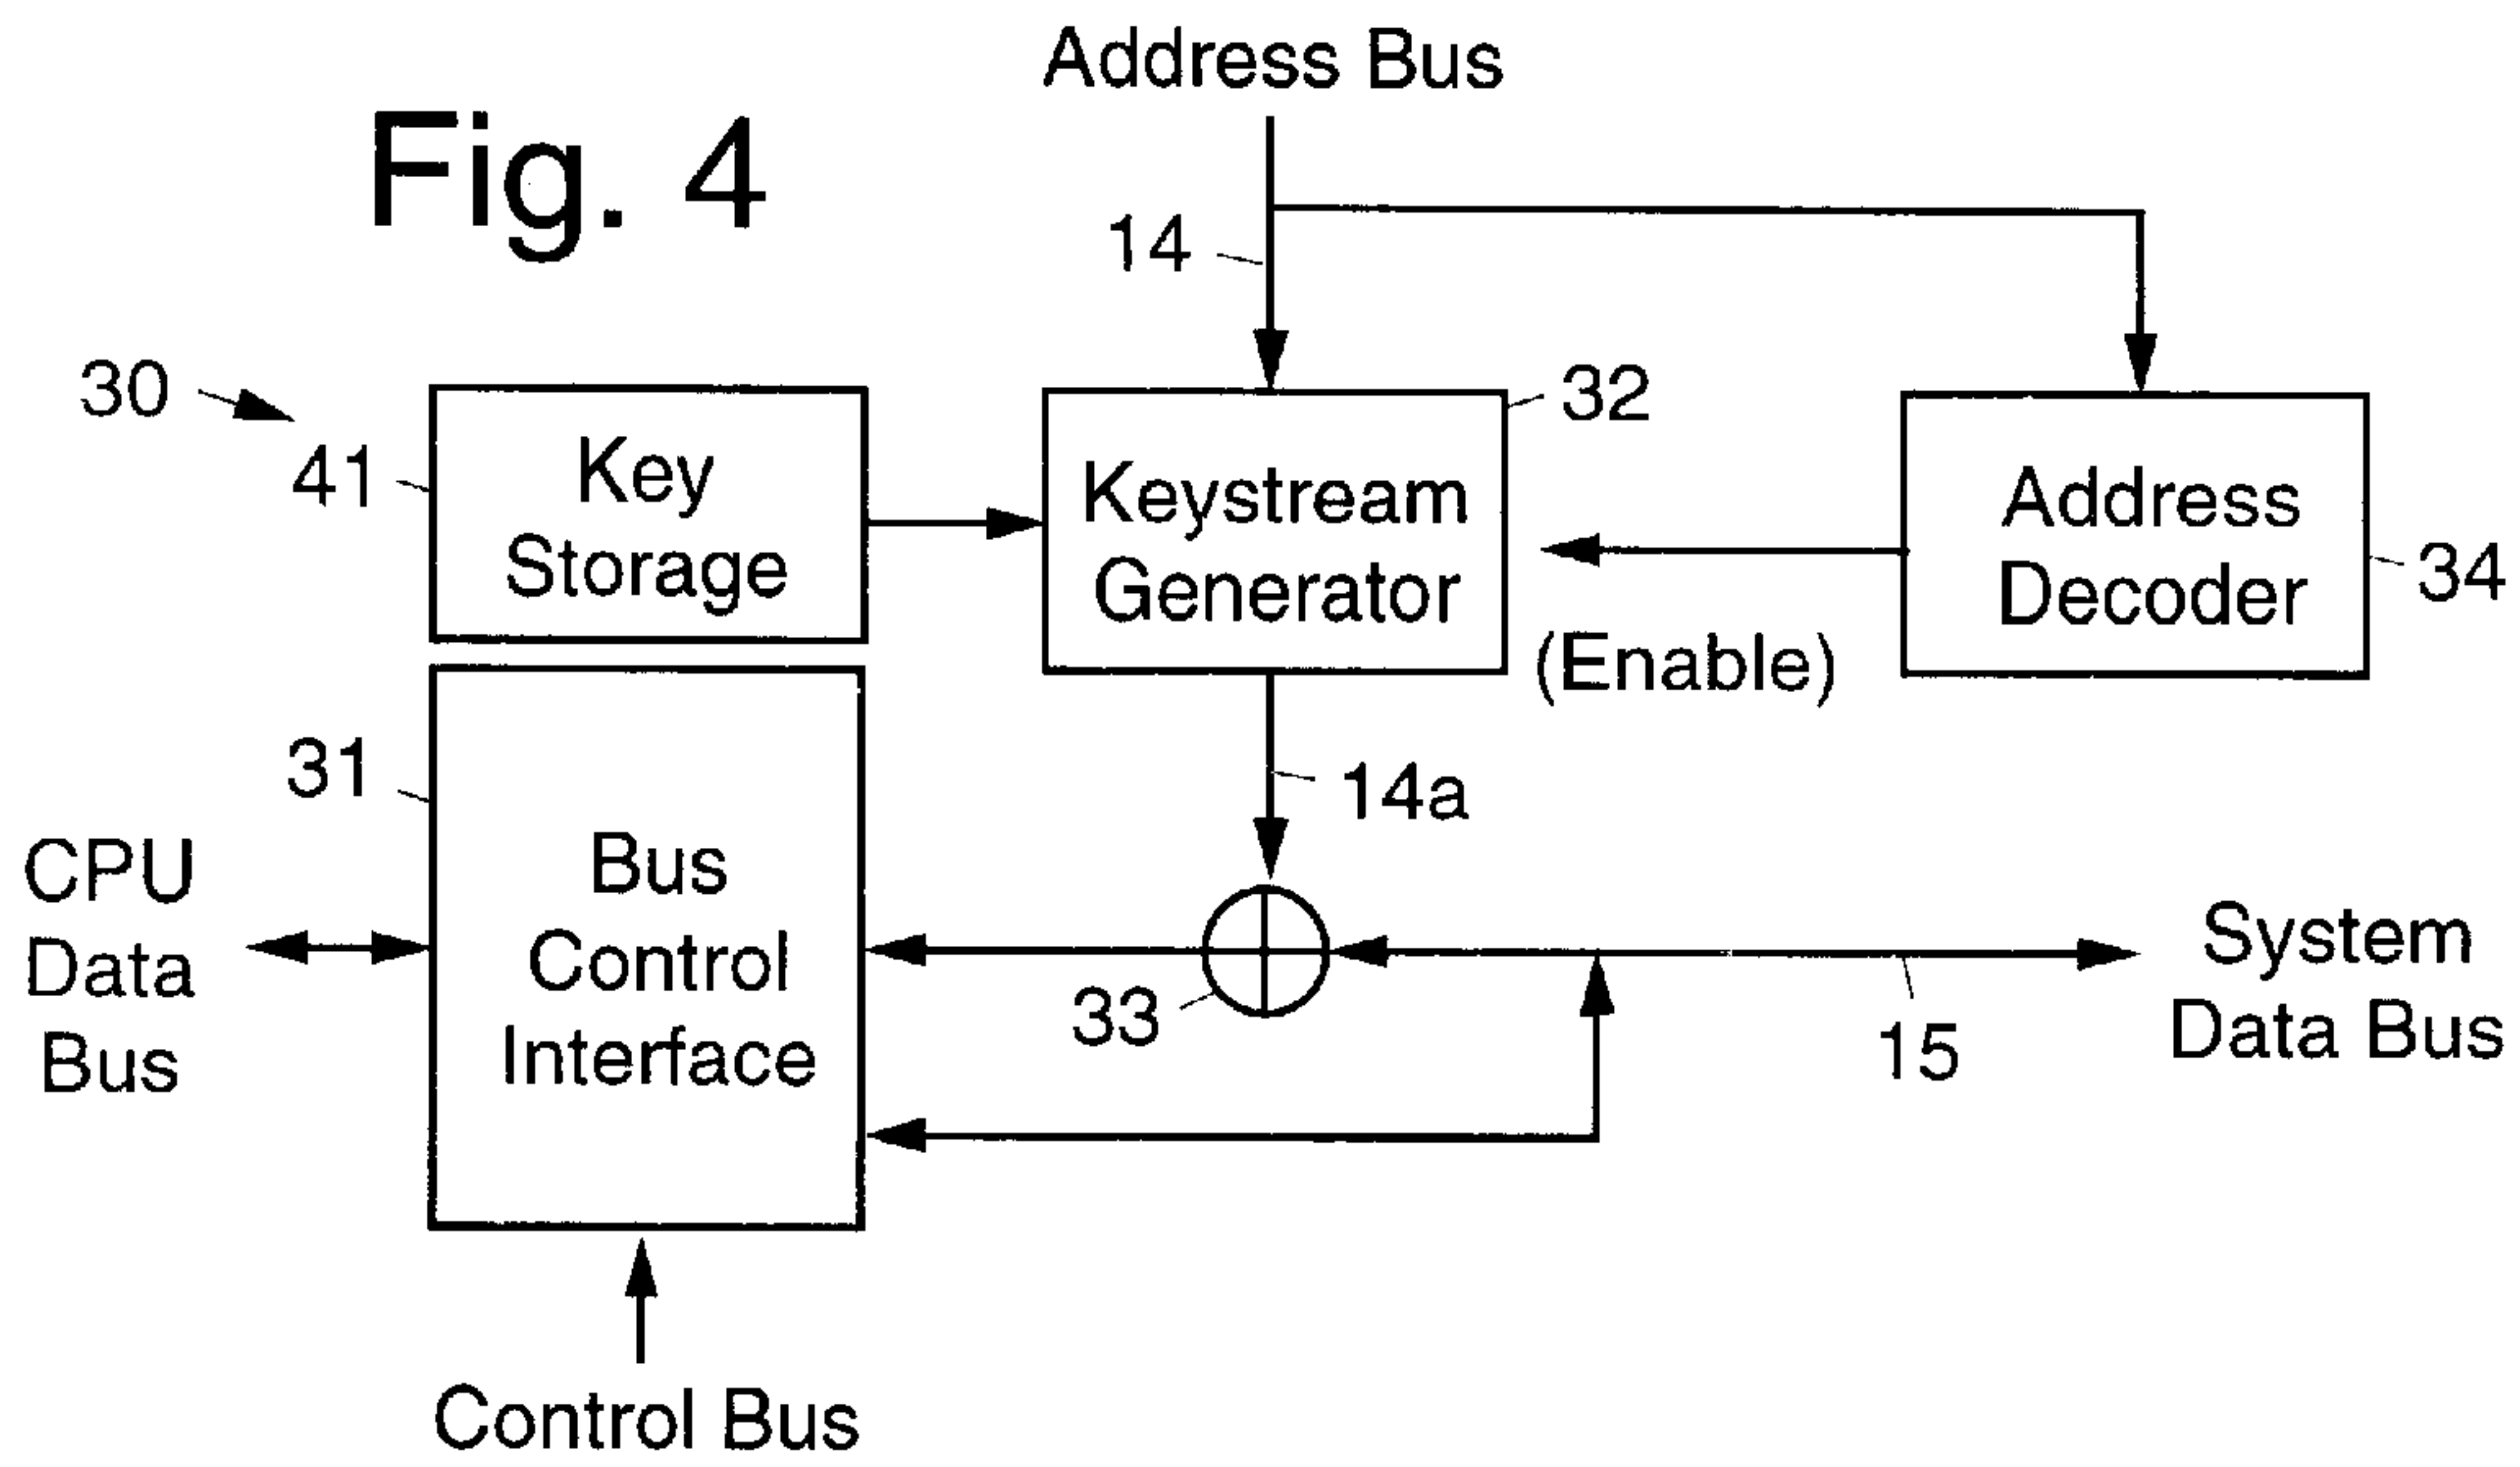 Address Bus
Fig. 4
14
30
41
Key
Storage
Keystream
Generator
32
Address
Decoder
34
(Enable)
31
14a
CPU
Data
Bus
Bus
Control
Interface
33
15
System
Data Bus
Control Bus